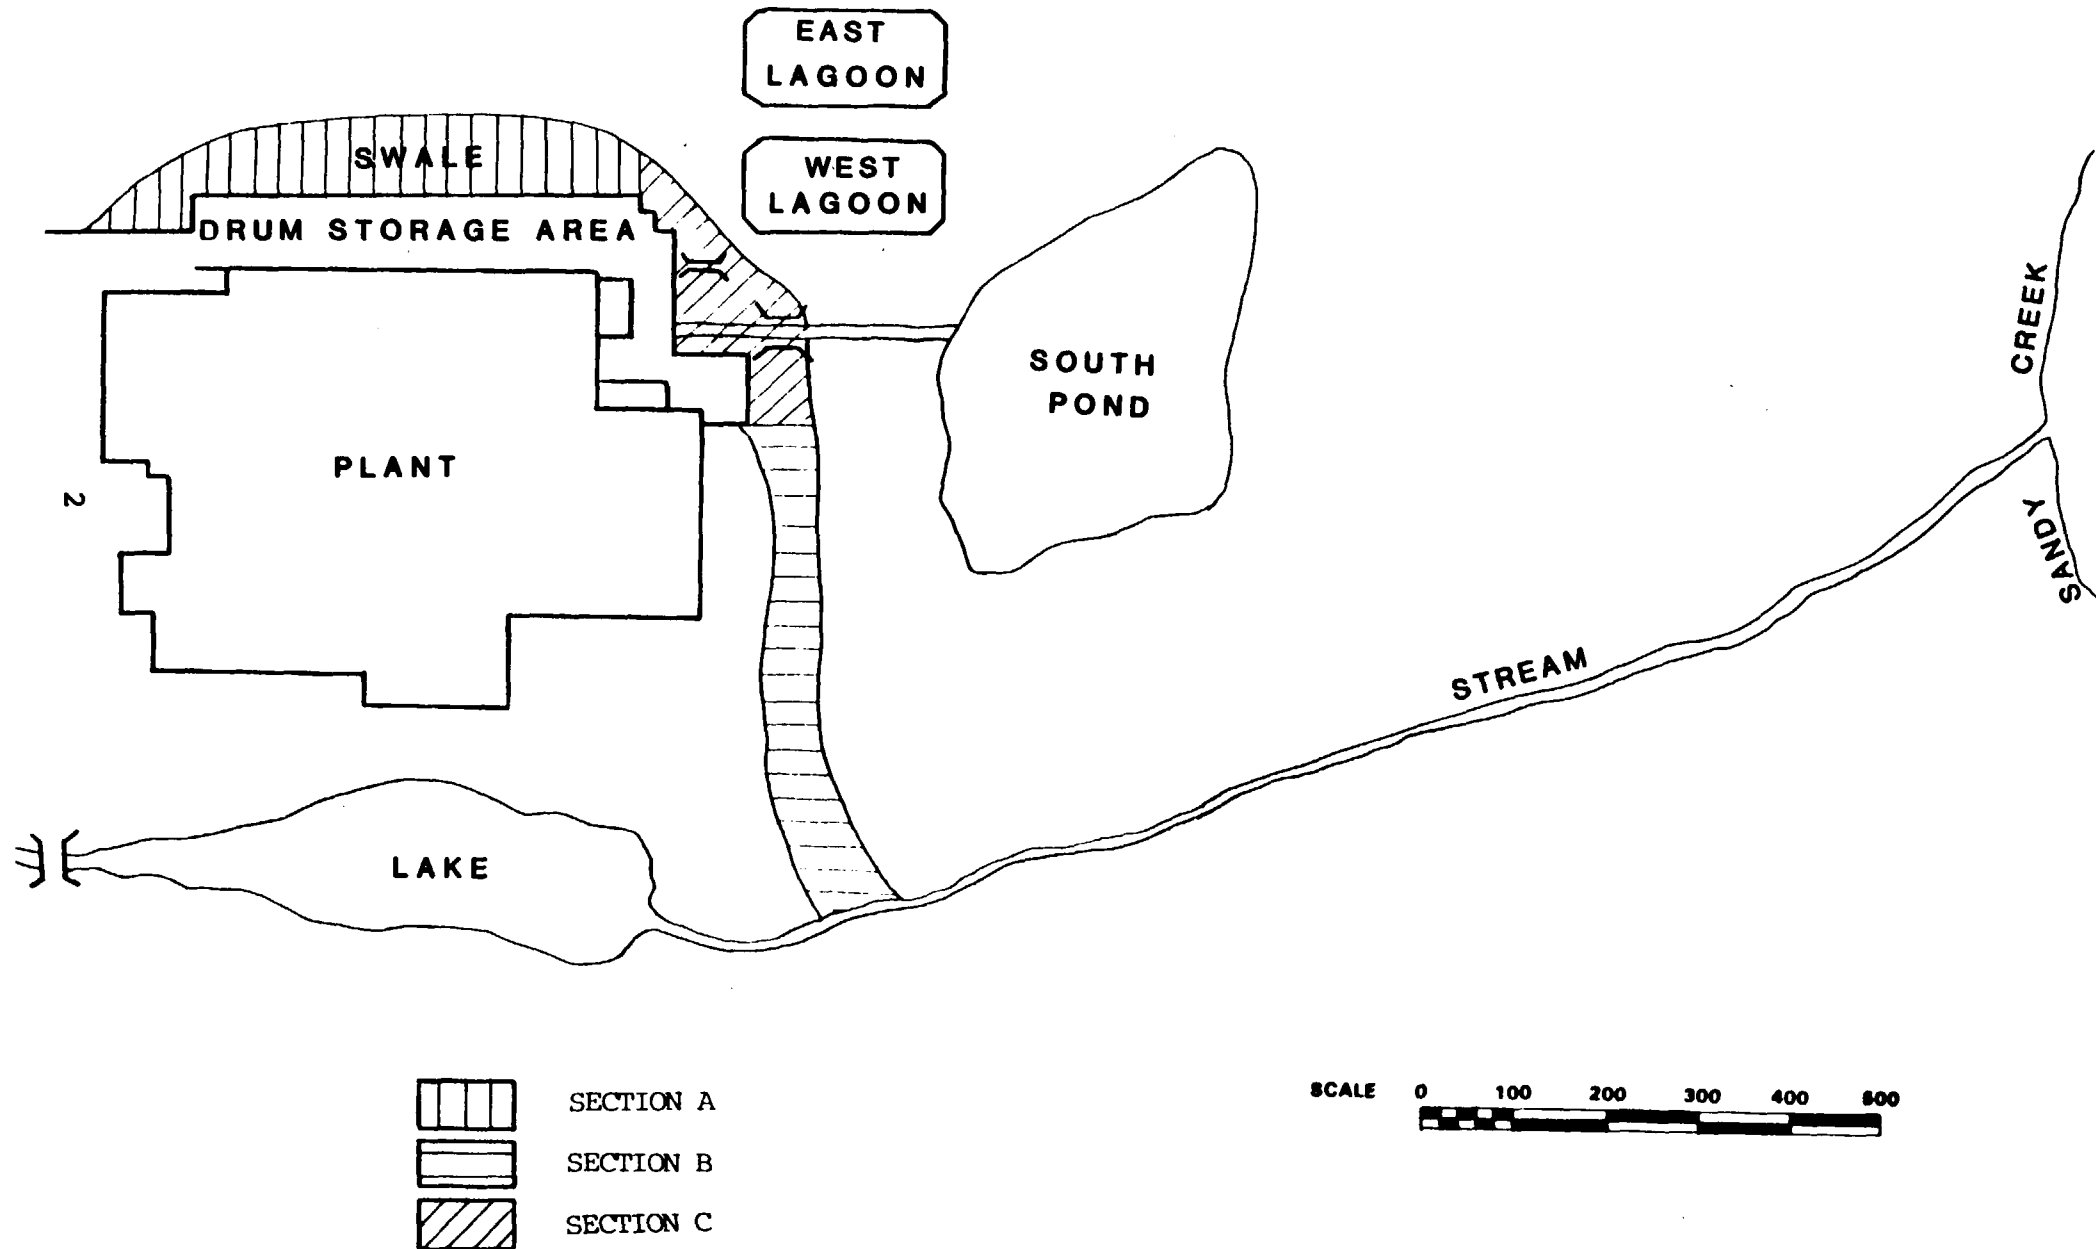 EAST
LAGOON
WEST
LAGOON
SWALE
DRUM STORAGE AREA
SOUTH
POND
CREEK
SANDY
PLANT
2
STREAM
LAKE
SECTION A
SECTION B
SECTION C
SCALE 0 100 200 300 400 500